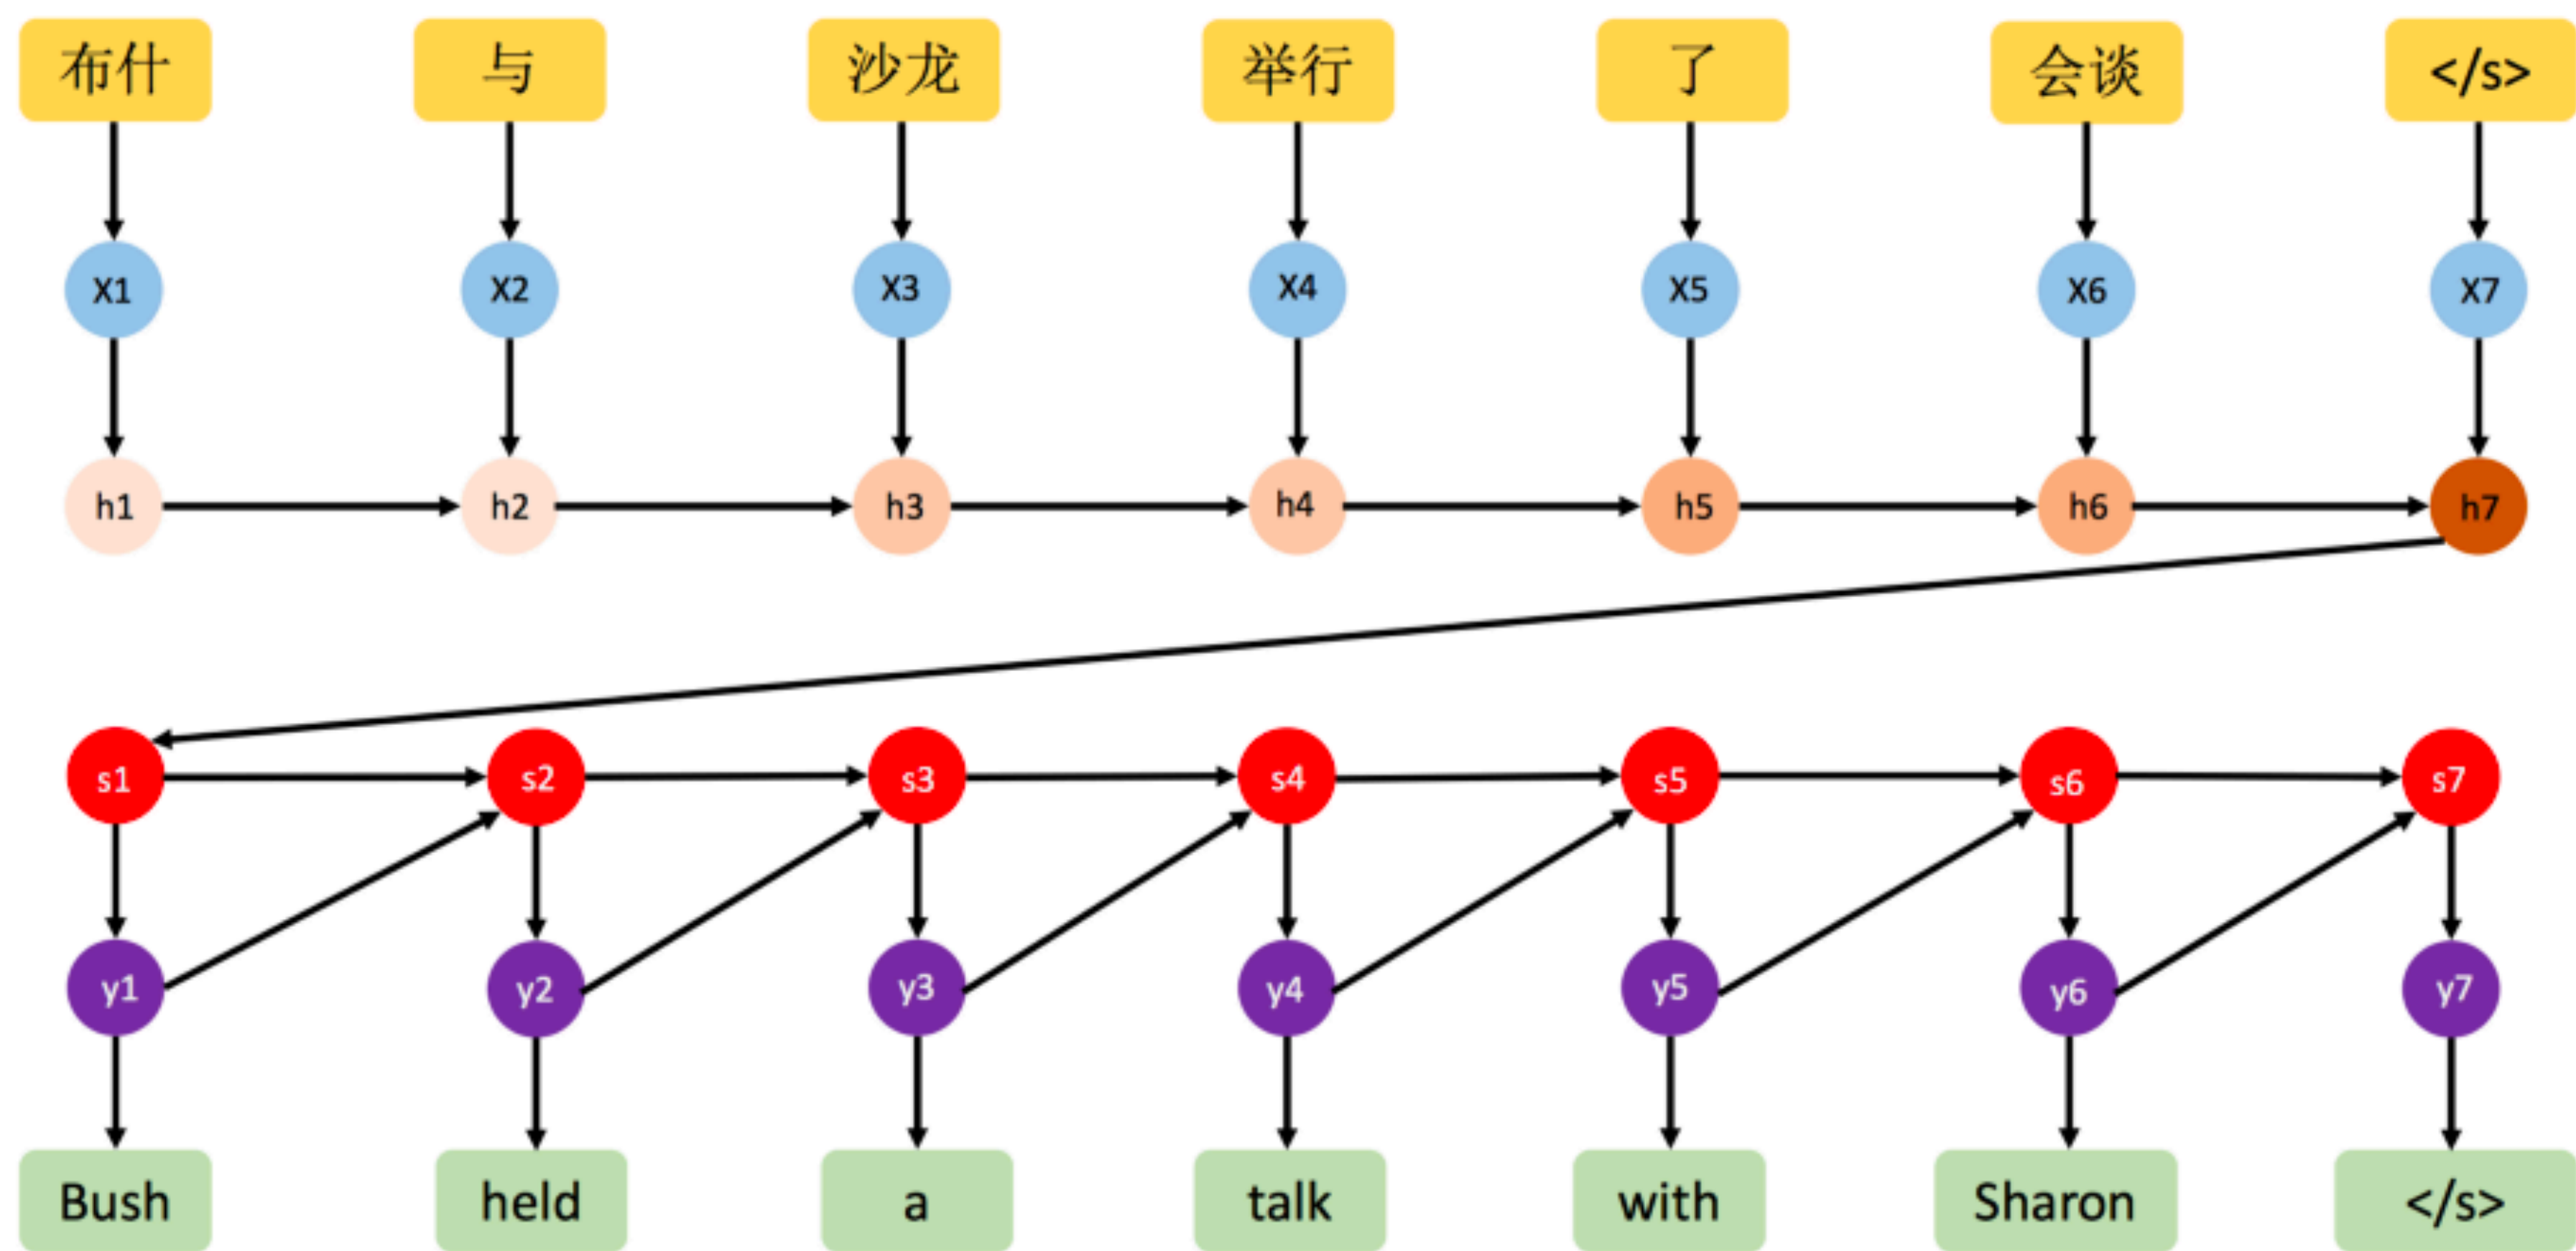 布什 与 沙龙 举行 了 会谈 </s>
X1 X2 X3 X4 X5 X6 X7
h1 h2 h3 h4 h5 h6 h7
s1 s2 s3 s4 s5 s6 s7
y1 y2 y3 y4 y5 y6 y7
Bush held a talk with Sharon </s>